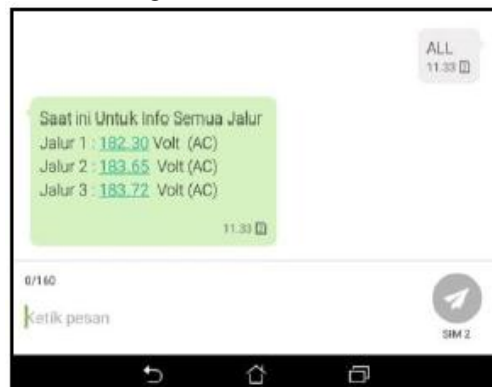 ALL
11.33
Saat ini Untuk Info Semua Jalur
Jalur 1 : 182.30 Volt (AC)
Jalur 2 : 183.65 Volt (AC)
Jalur 3 : 183.72 Volt (AC)
11.33
0/160
Ketik pesan
SIM 2